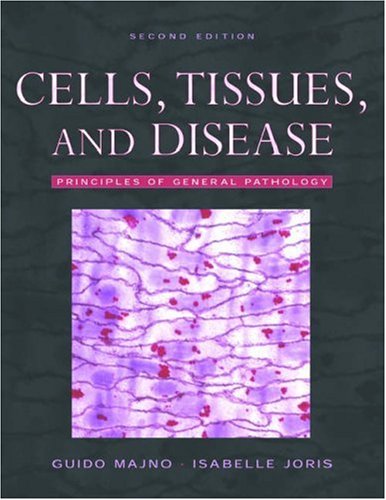 SECOND EDITION
CELLS, TISSUES,
AND DISEASE
PRINCIPLES OF GENERAL PATHOLOGY
GUIDO MAJNO · ISABELLE JORIS